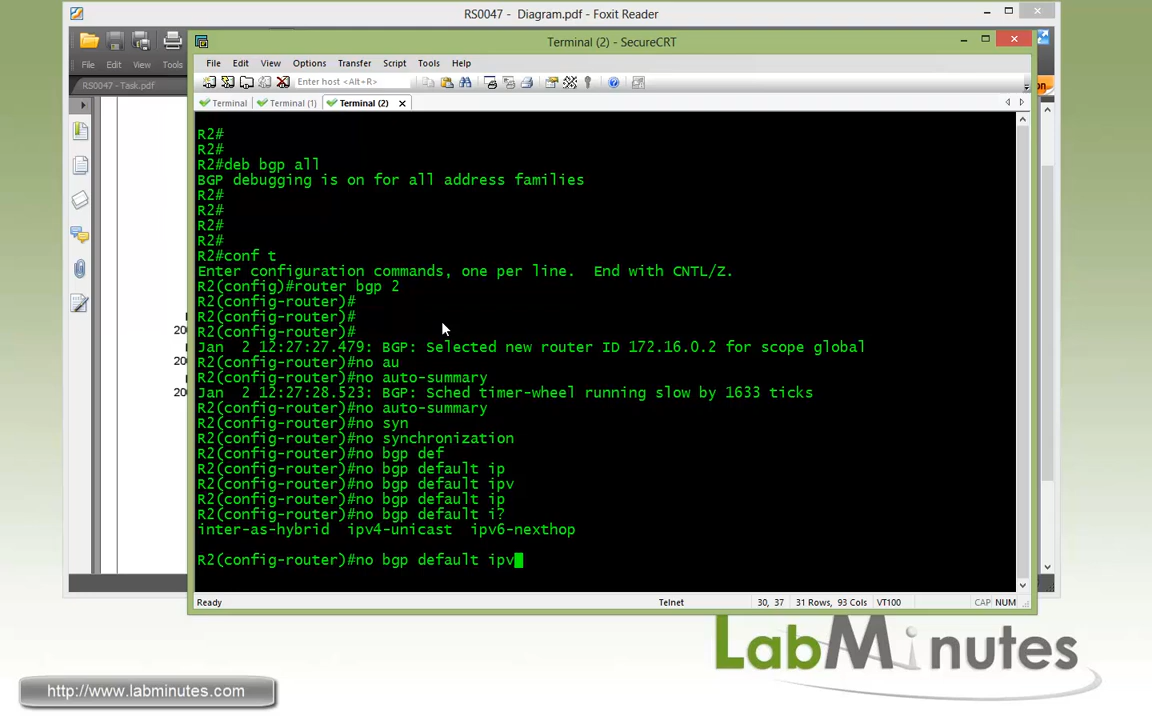 RS0047 - Diagram.pdf - Foxit Reader
File Edit View Tools
RS0047 - Task.pdf
Terminal (2) - SecureCRT
File Edit View Options Transfer Script Tools Help
Enter host <Alt+R>
Terminal Terminal (1) Terminal (2)
R2#
R2#
R2#deb bgp all
BGP debugging is on for all address families
R2#
R2#
R2#
R2#
R2#conf t
Enter configuration commands, one per line.  End with CNTL/Z.
R2(config)#router bgp 2
R2(config-router)#
R2(config-router)#
R2(config-router)#
Jan  2 12:27:27.479: BGP: Selected new router ID 172.16.0.2 for scope global
R2(config-router)#no au
R2(config-router)#no auto-summary
Jan  2 12:27:28.523: BGP: Sched timer-wheel running slow by 1633 ticks
R2(config-router)#no auto-summary
R2(config-router)#no syn
R2(config-router)#no synchronization
R2(config-router)#no bgp def
R2(config-router)#no bgp default ip
R2(config-router)#no bgp default ipv
R2(config-router)#no bgp default ip
R2(config-router)#no bgp default i?
inter-as-hybrid  ipv4-unicast  ipv6-nexthop
R2(config-router)#no bgp default ipv
Ready Telnet 30, 37 31 Rows, 93 Cols VT100 CAP NUM
LabMinutes
http://www.labminutes.com